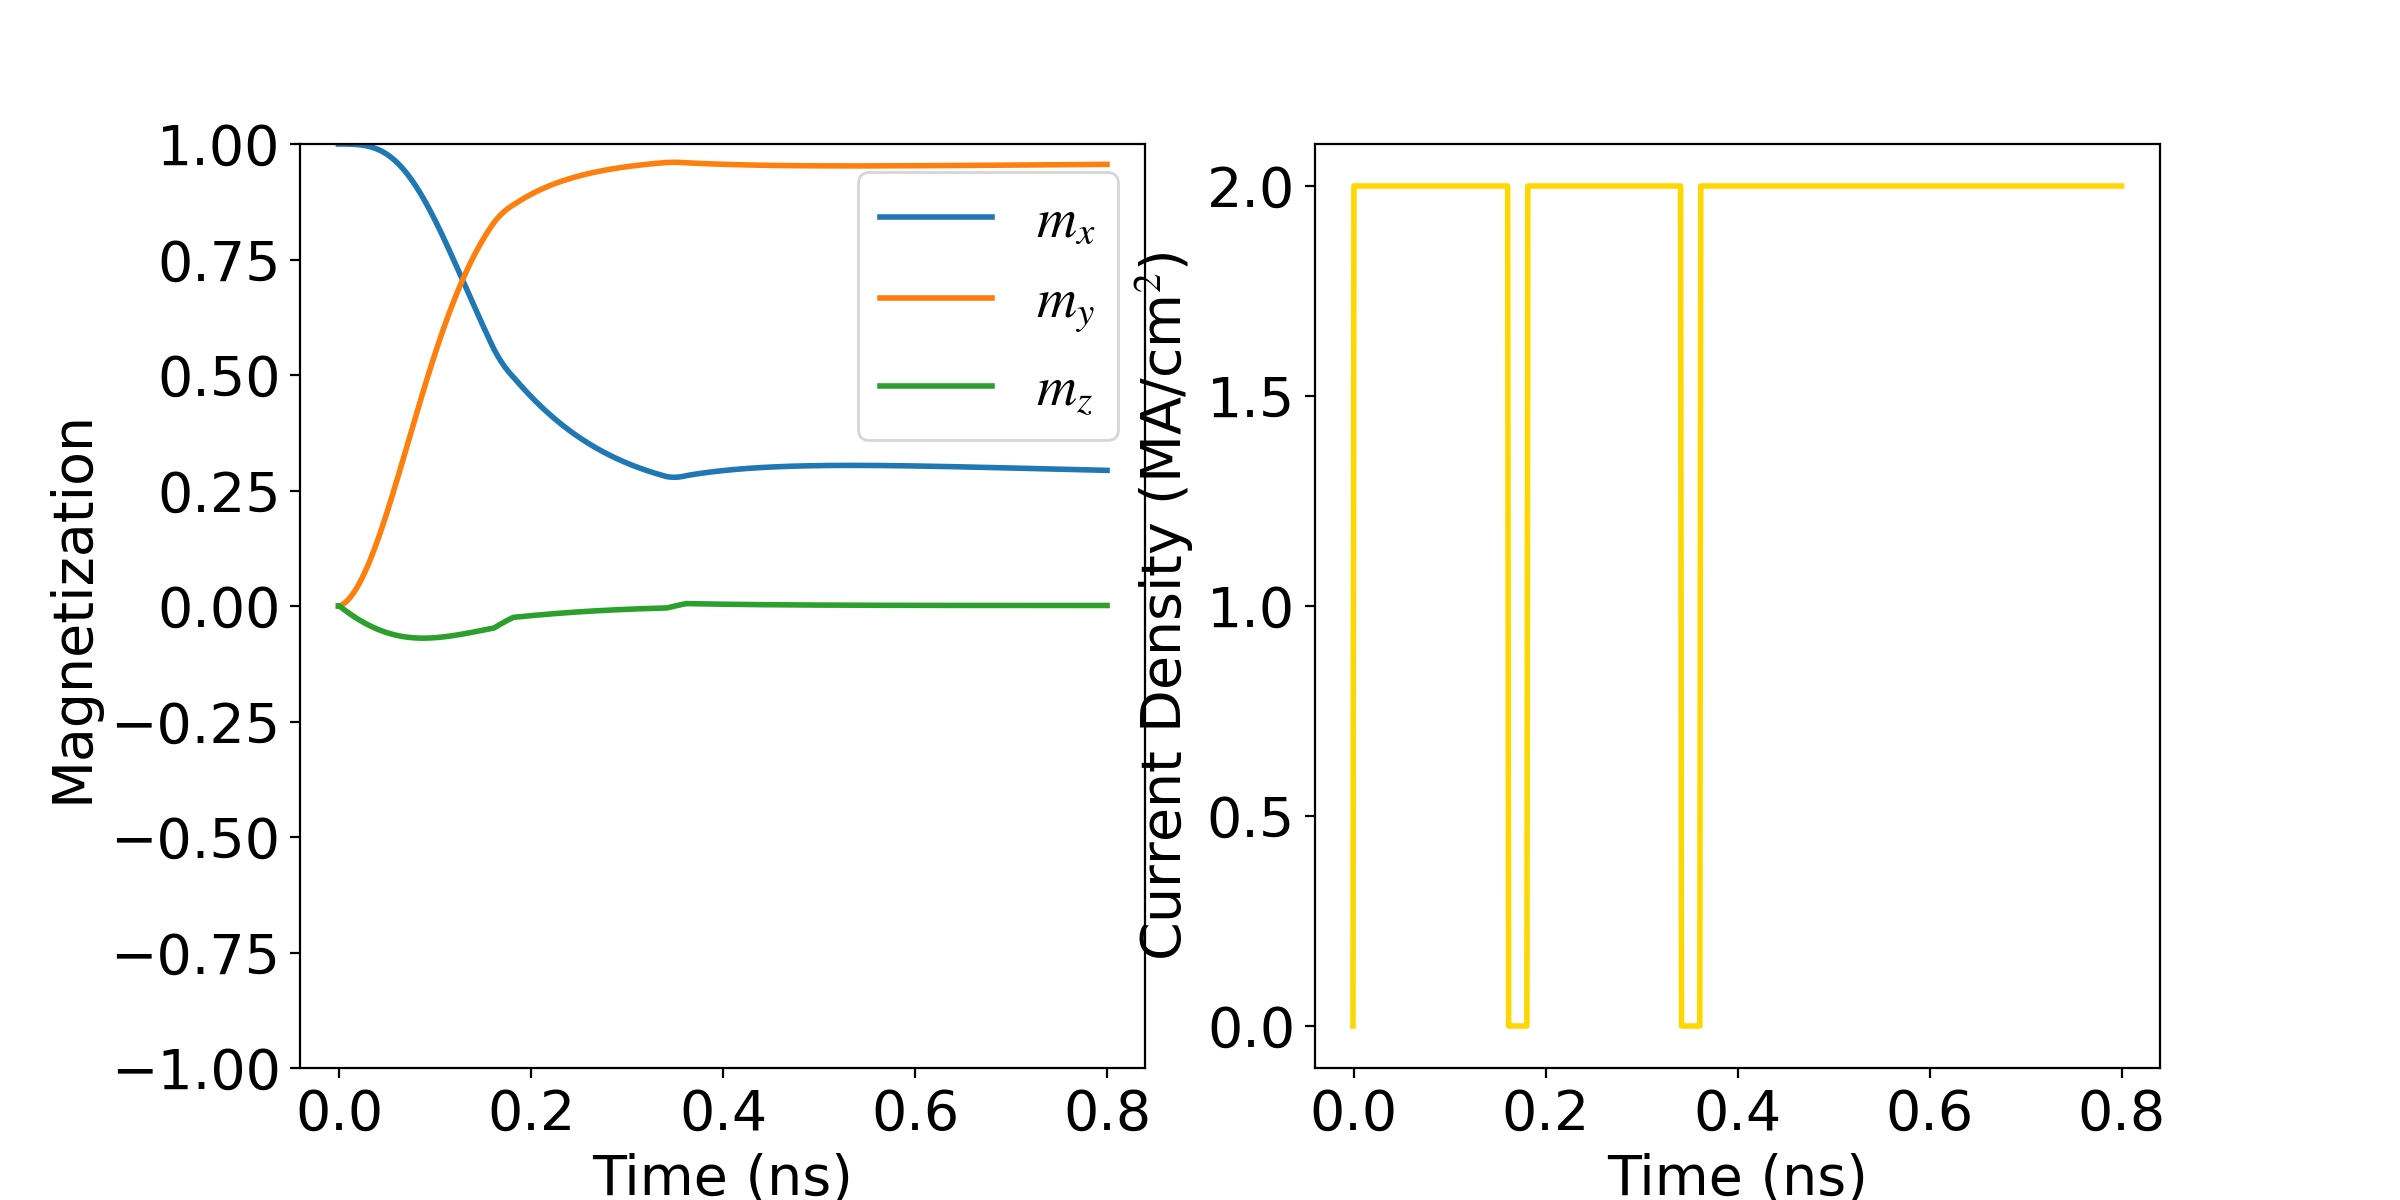 Magnetization
1.00
0.75
0.50
0.25
0.00
−0.25
−0.50
−0.75
−1.00
0.0 0.2 0.4 0.6 0.8
Time (ns)
m_x
m_y
m_z
Current Density (MA/cm²)
2.0
1.5
1.0
0.5
0.0
0.0 0.2 0.4 0.6 0.8
Time (ns)